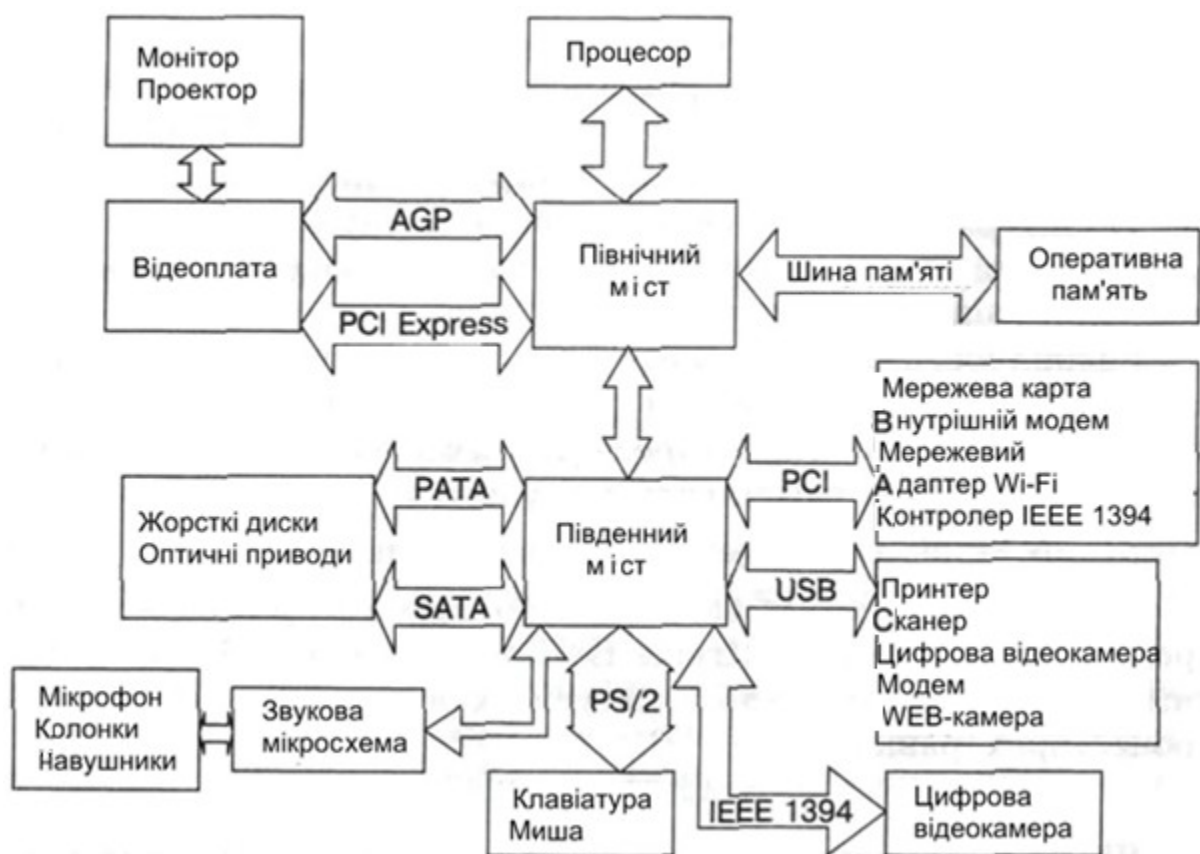 Монітор
Проектор
Процесор
Відеоплата
AGP
PCI Express
Північний
міст
Шина пам'яті
Оперативна
пам'ять
Жорсткі диски
Оптичні приводи
PATA
SATA
Південний
міст
PCI
USB
Мережева карта
Внутрішній модем
Мережевий
Адаптер Wi-Fi
Контролер IEEE 1394
Принтер
Сканер
Цифрова відеокамера
Модем
WEB-камера
Мікрофон
Колонки
Навушники
Звукова
мікросхема
PS/2
Клавіатура
Миша
IEEE 1394
Цифрова
відеокамера